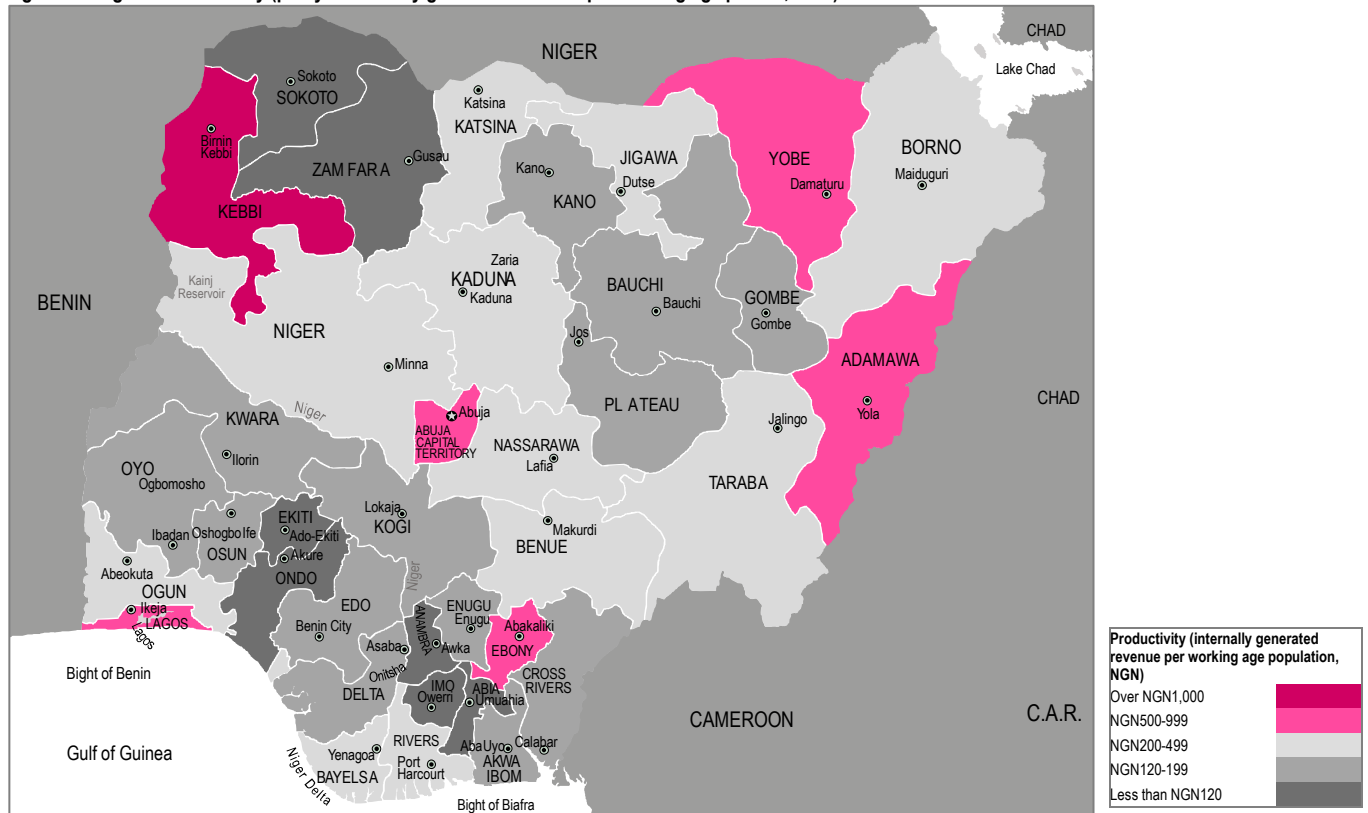 CHAD
NIGER
Lake Chad
Sokoto
SOKOTO
Katsina
KATSINA
Birnin
Kebbi
ZAM FARA
Gusau
Kano
KANO
JIGAWA
Dutse
YOBE
Damaturu
BORNO
Maiduguri
KEBBI
Kainj
Reservoir
Zaria
KADUNA
Kaduna
BAUCHI
Bauchi
GOMBE
Gombe
BENIN
NIGER
Minna
Jos
ADAMAWA
Yola
CHAD
Niger
KWARA
Ilorin
Abuja
ABUJA
CAPITAL
TERRITORY
PL ATEAU
NASSARAWA
Lafia
Jalingo
TARABA
OYO
Ogbomosho
Lokaja
KOGI
EKITI
Ado-Ekiti
Oshogbo Ife
OSUN
Ibadan
Akure
ONDO
Makurdi
BENUE
Abeokuta
OGUN
Ikeja
LAGOS
Lagos
Niger
EDO
Benin City
ANAMBRA
ENUGU
Enugu
Abakaliki
EBONY
Asaba
Awka
Onitsha
CROSS
RIVERS
Bight of Benin
DELTA
IMO
Owerri
ABIA
Umuahia
CAMEROON
C.A.R.
Gulf of Guinea
RIVERS
Yenagoa
Port
Harcourt
BAYELSA
Niger Delta
Aba
Uyo
Calabar
AKWA
IBOM
Bight of Biafra
Productivity (internally generated
revenue per working age population,
NGN)
Over NGN1,000
NGN500-999
NGN200-499
NGN120-199
Less than NGN120